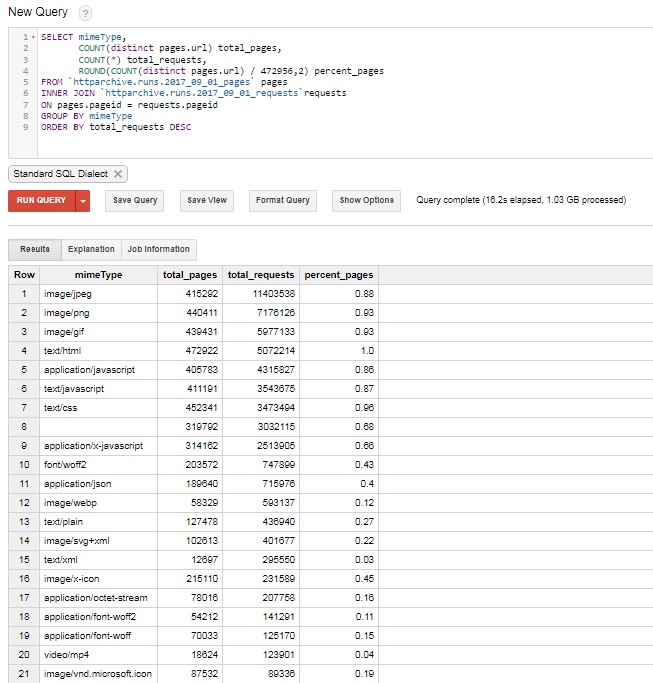 New Query ?
1 SELECT mimeType,
2 COUNT(distinct pages.url) total_pages,
3 COUNT(*) total_requests,
4 ROUND(COUNT(distinct pages.url) / 472956,2) percent_pages
5 FROM `httparchive.runs.2017_09_01_pages` pages
6 INNER JOIN `httparchive.runs.2017_09_01_requests`requests
7 ON pages.pageid = requests.pageid
8 GROUP BY mimeType
9 ORDER BY total_requests DESC
Standard SQL Dialect
RUN QUERY Save Query Save View Format Query Show Options Query complete (16.2s elapsed, 1.03 GB processed)
Results Explanation Job Information
Row mimeType total_pages total_requests percent_pages
1 image/jpeg 415292 11403538 0.88
2 image/png 440411 7176126 0.93
3 image/gif 439431 5977133 0.93
4 text/html 472922 5072214 1.0
5 application/javascript 405783 4315827 0.86
6 text/javascript 411191 3543675 0.87
7 text/css 452341 3473494 0.96
8 319792 3032115 0.68
9 application/x-javascript 314162 2513905 0.66
10 font/woff2 203572 747899 0.43
11 application/json 189640 715976 0.4
12 image/webp 58329 593137 0.12
13 text/plain 127478 436940 0.27
14 image/svg+xml 102613 401677 0.22
15 text/xml 12697 295550 0.03
16 image/x-icon 215110 231589 0.45
17 application/octet-stream 78016 207758 0.16
18 application/font-woff2 54212 141291 0.11
19 application/font-woff 70033 125170 0.15
20 video/mp4 18624 123901 0.04
21 image/vnd.microsoft.icon 87532 89336 0.19